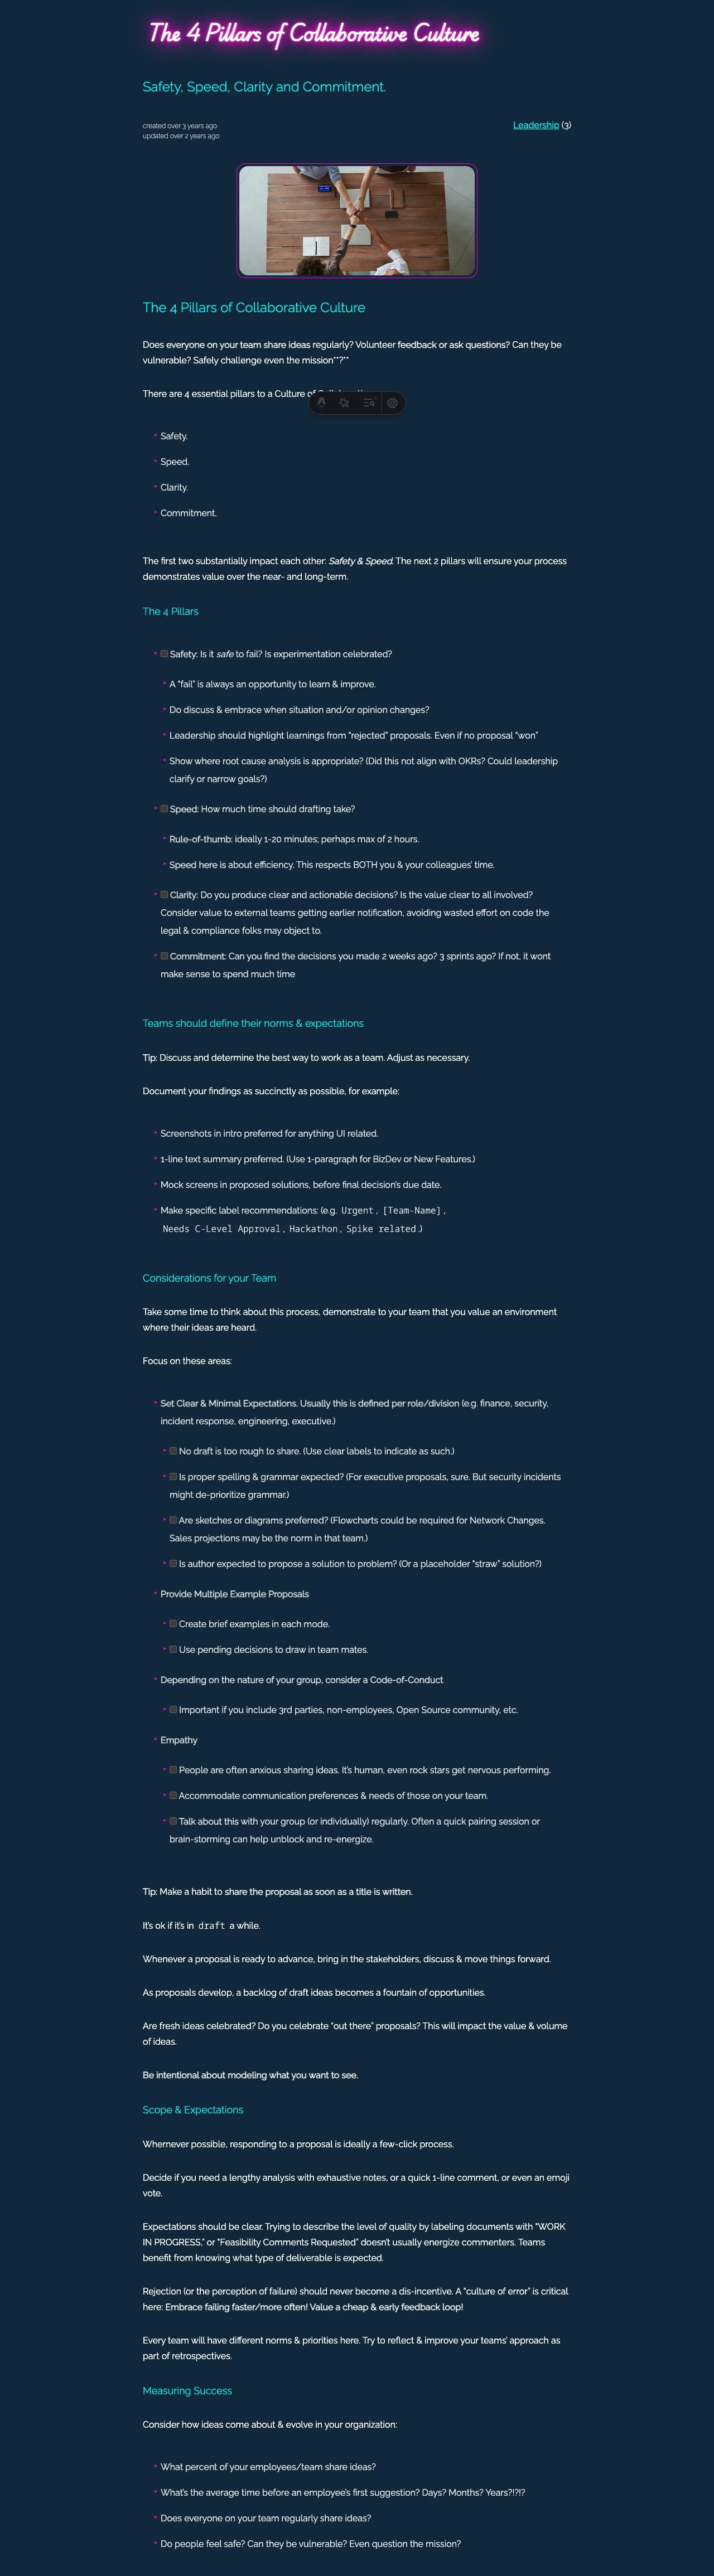 The 4 Pillars of Collaborative Culture
Safety, Speed, Clarity and Commitment.
created over 3 years ago
updated over 2 years ago
Leadership (3)
The 4 Pillars of Collaborative Culture
Does everyone on your team share ideas regularly? Volunteer feedback or ask questions? Can they be
vulnerable? Safely challenge even the mission**?**
There are 4 essential pillars to a Culture of
Safety.
Speed.
Clarity.
Commitment.
The first two substantially impact each other: Safety & Speed. The next 2 pillars will ensure your process
demonstrates value over the near- and long-term.
The 4 Pillars
Safety: Is it safe to fail? Is experimentation celebrated?
A “fail” is always an opportunity to learn & improve.
Do discuss & embrace when situation and/or opinion changes?
Leadership should highlight learnings from “rejected” proposals. Even if no proposal “won”
Show where root cause analysis is appropriate? (Did this not align with OKRs? Could leadership
clarify or narrow goals?)
Speed: How much time should drafting take?
Rule-of-thumb: ideally 1-20 minutes; perhaps max of 2 hours.
Speed here is about efficiency. This respects BOTH you & your colleagues’ time.
Clarity: Do you produce clear and actionable decisions? Is the value clear to all involved?
Consider value to external teams getting earlier notification, avoiding wasted effort on code the
legal & compliance folks may object to.
Commitment: Can you find the decisions you made 2 weeks ago? 3 sprints ago? If not, it wont
make sense to spend much time
Teams should define their norms & expectations
Tip: Discuss and determine the best way to work as a team. Adjust as necessary.
Document your findings as succinctly as possible, for example:
Screenshots in intro preferred for anything UI related.
1-line text summary preferred. (Use 1-paragraph for BizDev or New Features.)
Mock screens in proposed solutions, before final decision’s due date.
Make specific label recommendations: (e.g. Urgent, [Team-Name],
Needs C-Level Approval, Hackathon, Spike related.)
Considerations for your Team
Take some time to think about this process, demonstrate to your team that you value an environment
where their ideas are heard.
Focus on these areas:
Set Clear & Minimal Expectations. Usually this is defined per role/division (e.g. finance, security,
incident response, engineering, executive.)
No draft is too rough to share. (Use clear labels to indicate as such.)
Is proper spelling & grammar expected? (For executive proposals, sure. But security incidents
might de-prioritize grammar.)
Are sketches or diagrams preferred? (Flowcharts could be required for Network Changes.
Sales projections may be the norm in that team.)
Is author expected to propose a solution to problem? (Or a placeholder “straw” solution?)
Provide Multiple Example Proposals
Create brief examples in each mode.
Use pending decisions to draw in team mates.
Depending on the nature of your group, consider a Code-of-Conduct
Important if you include 3rd parties, non-employees, Open Source community, etc.
Empathy
People are often anxious sharing ideas. It’s human, even rock stars get nervous performing.
Accommodate communication preferences & needs of those on your team.
Talk about this with your group (or individually) regularly. Often a quick pairing session or
brain-storming can help unblock and re-energize.
Tip: Make a habit to share the proposal as soon as a title is written.
It’s ok if it’s in draft a while.
Whenever a proposal is ready to advance, bring in the stakeholders, discuss & move things forward.
As proposals develop, a backlog of draft ideas becomes a fountain of opportunities.
Are fresh ideas celebrated? Do you celebrate “out there” proposals? This will impact the value & volume
of ideas.
Be intentional about modeling what you want to see.
Scope & Expectations
Whernever possible, responding to a proposal is ideally a few-click process.
Decide if you need a lengthy analysis with exhaustive notes, or a quick 1-line comment, or even an emoji
vote.
Expectations should be clear. Trying to describe the level of quality by labeling documents with “WORK
IN PROGRESS,” or “Feasibility Comments Requested” doesn’t usually energize commenters. Teams
benefit from knowing what type of deliverable is expected.
Rejection (or the perception of failure) should never become a dis-incentive. A “culture of error” is critical
here: Embrace failing faster/more often! Value a cheap & early feedback loop!
Every team will have different norms & priorities here. Try to reflect & improve your teams’ approach as
part of retrospectives.
Measuring Success
Consider how ideas come about & evolve in your organization:
What percent of your employees/team share ideas?
What’s the average time before an employee’s first suggestion? Days? Months? Years?!?!?
Does everyone on your team regularly share ideas?
Do people feel safe? Can they be vulnerable? Even question the mission?